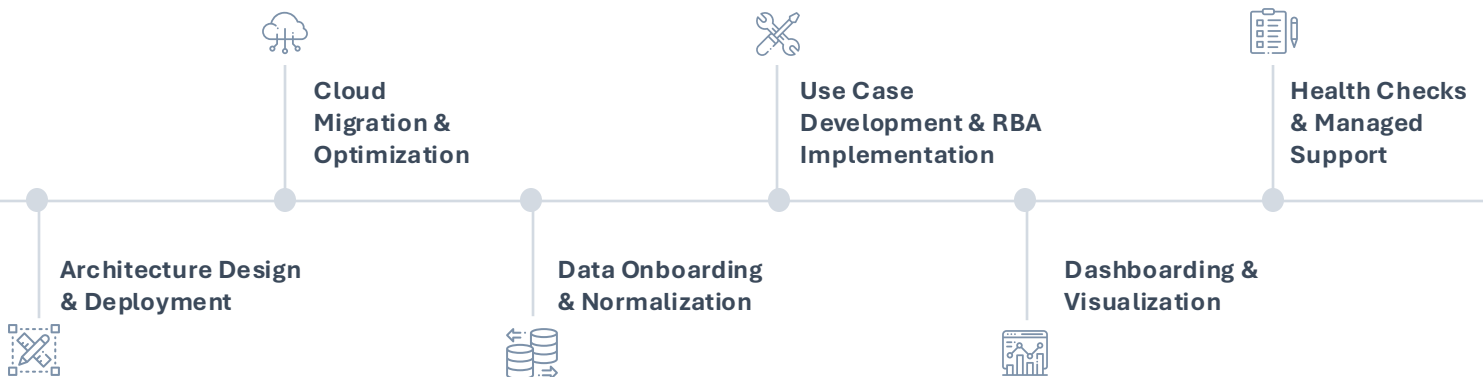 Cloud
Migration &
Optimization
Use Case
Development & RBA
Implementation
Health Checks
& Managed
Support
Architecture Design
& Deployment
Data Onboarding
& Normalization
Dashboarding &
Visualization